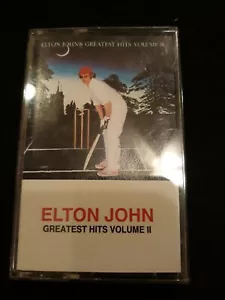 ELTON JOHN'S GREATEST HITS VOLUME II
ELTON JOHN
GREATEST HITS VOLUME II